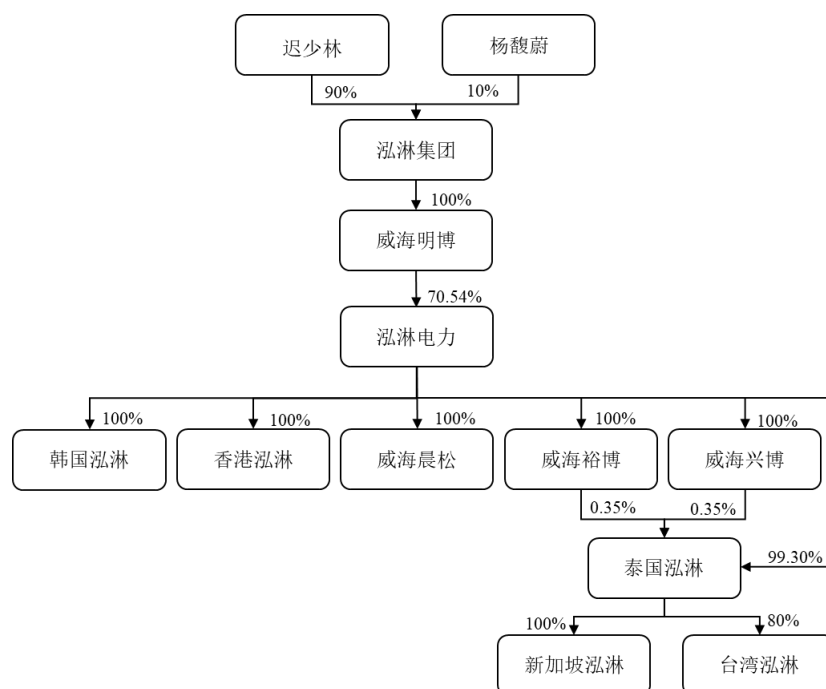 迟少林
杨馥蔚
90%
10%
泓淋集团
100%
威海明博
70.54%
泓淋电力
100%
100%
100%
100%
100%
韩国泓淋
香港泓淋
威海晨松
威海裕博
威海兴博
0.35%
0.35%
泰国泓淋
99.30%
100%
80%
新加坡泓淋
台湾泓淋